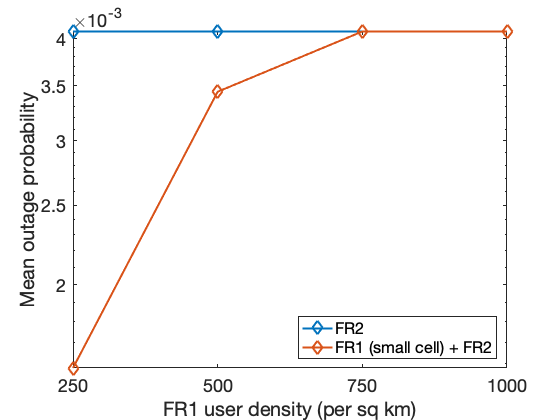 ×10⁻³
4
3.5
3
2.5
2
Mean outage probability
250 500 750 1000
FR1 user density (per sq km)
FR2
FR1 (small cell) + FR2